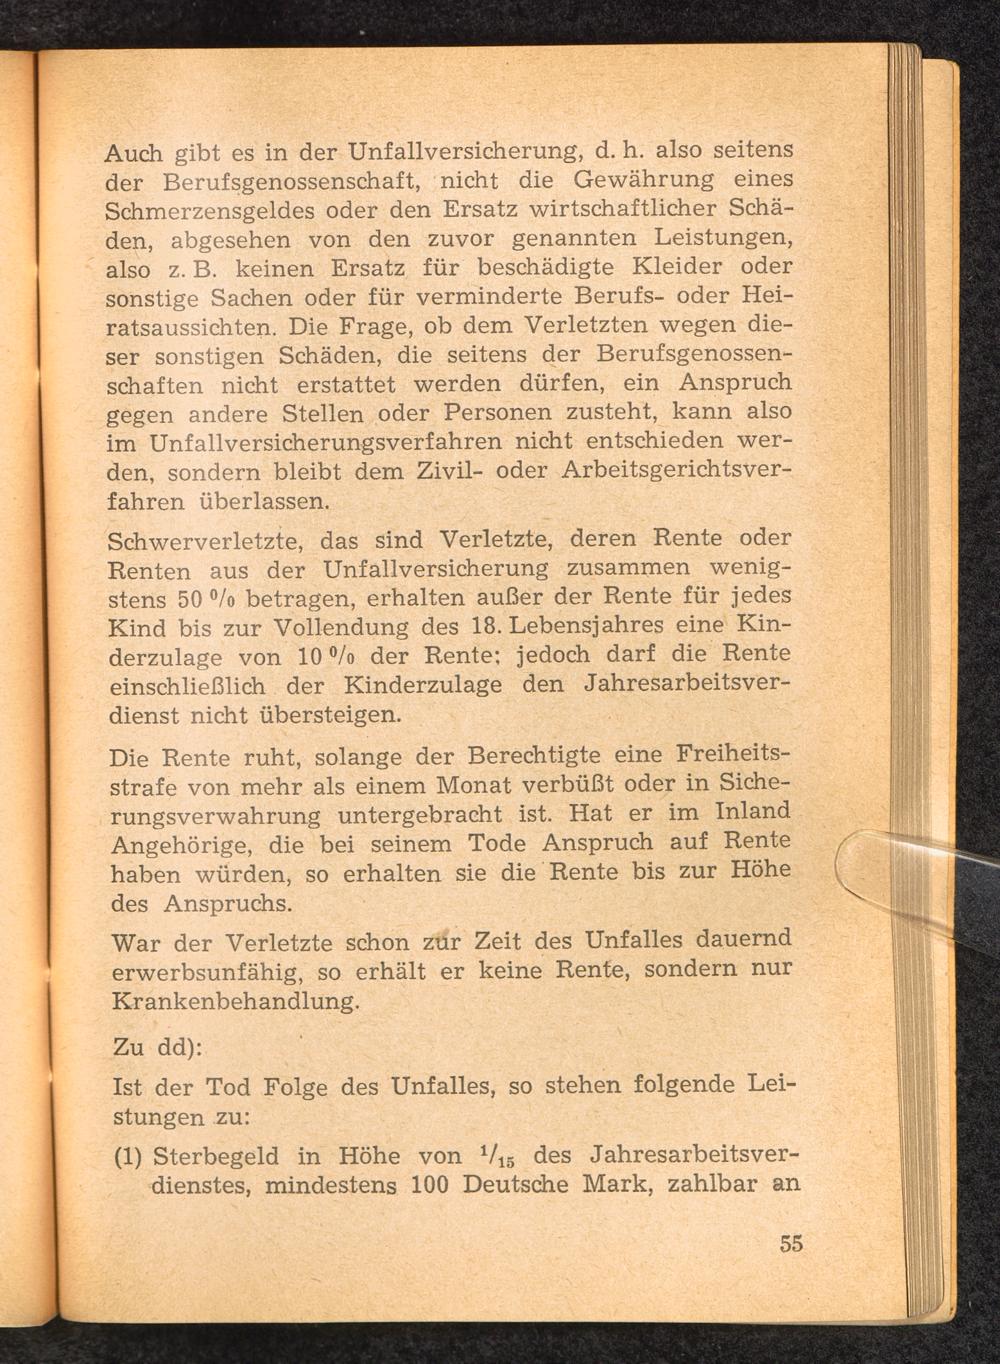 Auch gibt es in der Unfallversicherung, d. h. also seitens
der Berufsgenossenschaft, nicht die Gewährung eines
Schmerzensgeldes oder den Ersatz wirtschaftlicher Schä-
den, abgesehen von den zuvor genannten Leistungen,
also z. B. keinen Ersatz für beschädigte Kleider oder
sonstige Sachen oder für verminderte Berufs- oder Hei-
ratsaussichten. Die Frage, ob dem Verletzten wegen die-
ser sonstigen Schäden, die seitens der Berufsgenossen-
schaften nicht erstattet werden dürfen, ein Anspruch
gegen andere Stellen oder Personen zusteht, kann also
im Unfallversicherungsverfahren nicht entschieden wer-
den, sondern bleibt dem Zivil- oder Arbeitsgerichtsver-
fahren überlassen.
Schwerverletzte, das sind Verletzte, deren Rente oder
Renten aus der Unfallversicherung zusammen wenig-
stens 50 % betragen, erhalten außer der Rente für jedes
Kind bis zur Vollendung des 18. Lebensjahres eine Kin-
derzulage von 10 % der Rente; jedoch darf die Rente
einschließlich der Kinderzulage den Jahresarbeitsver-
dienst nicht übersteigen.
Die Rente ruht, solange der Berechtigte eine Freiheits-
strafe von mehr als einem Monat verbüßt oder in Siche-
rungsverwahrung untergebracht ist. Hat er im Inland
Angehörige, die bei seinem Tode Anspruch auf Rente
haben würden, so erhalten sie die Rente bis zur Höhe
des Anspruchs.
War der Verletzte schon zur Zeit des Unfalles dauernd
erwerbsunfähig, so erhält er keine Rente, sondern nur
Krankenbehandlung.
Zu dd):
Ist der Tod Folge des Unfalles, so stehen folgende Lei-
stungen zu:
(1) Sterbegeld in Höhe von 1/15 des Jahresarbeitsver-
dienstes, mindestens 100 Deutsche Mark, zahlbar an
55